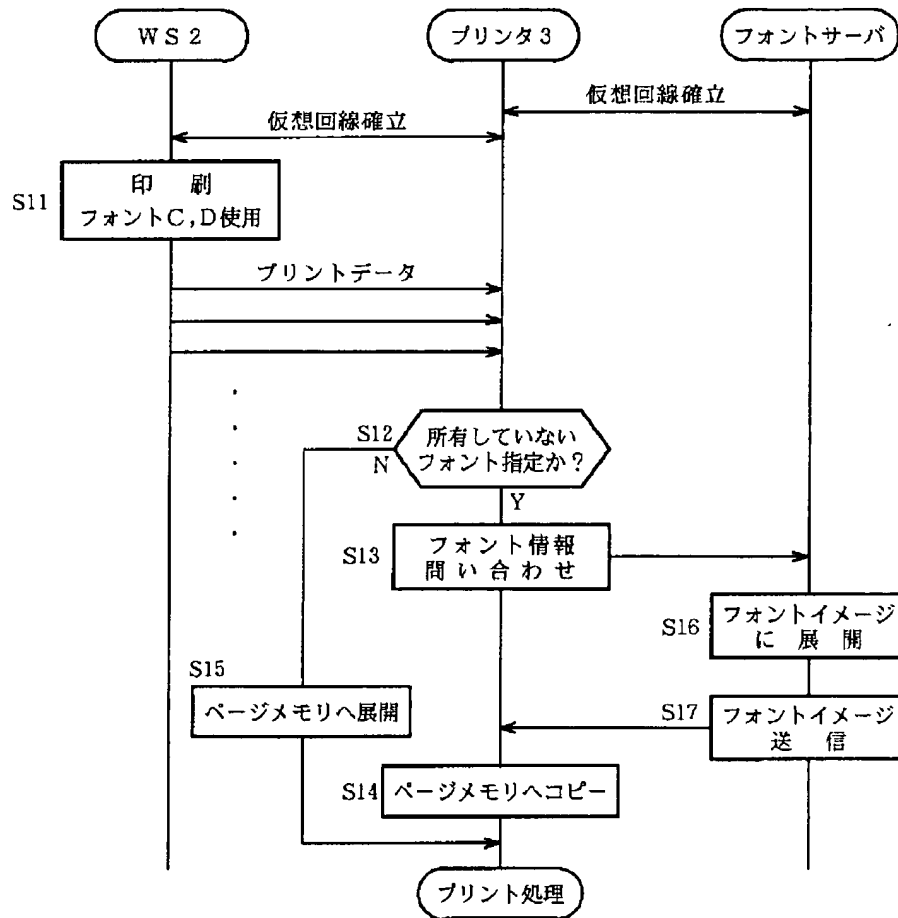 WS2
プリンタ3
フォントサーバ
仮想回線確立
仮想回線確立
S11
印刷
フォントC,D使用
プリントデータ
S12
所有していない
フォント指定か?
N
Y
S13
フォント情報
問い合わせ
S16
フォントイメージ
に展開
S15
ページメモリへ展開
S17
フォントイメージ
送信
S14
ページメモリへコピー
プリント処理